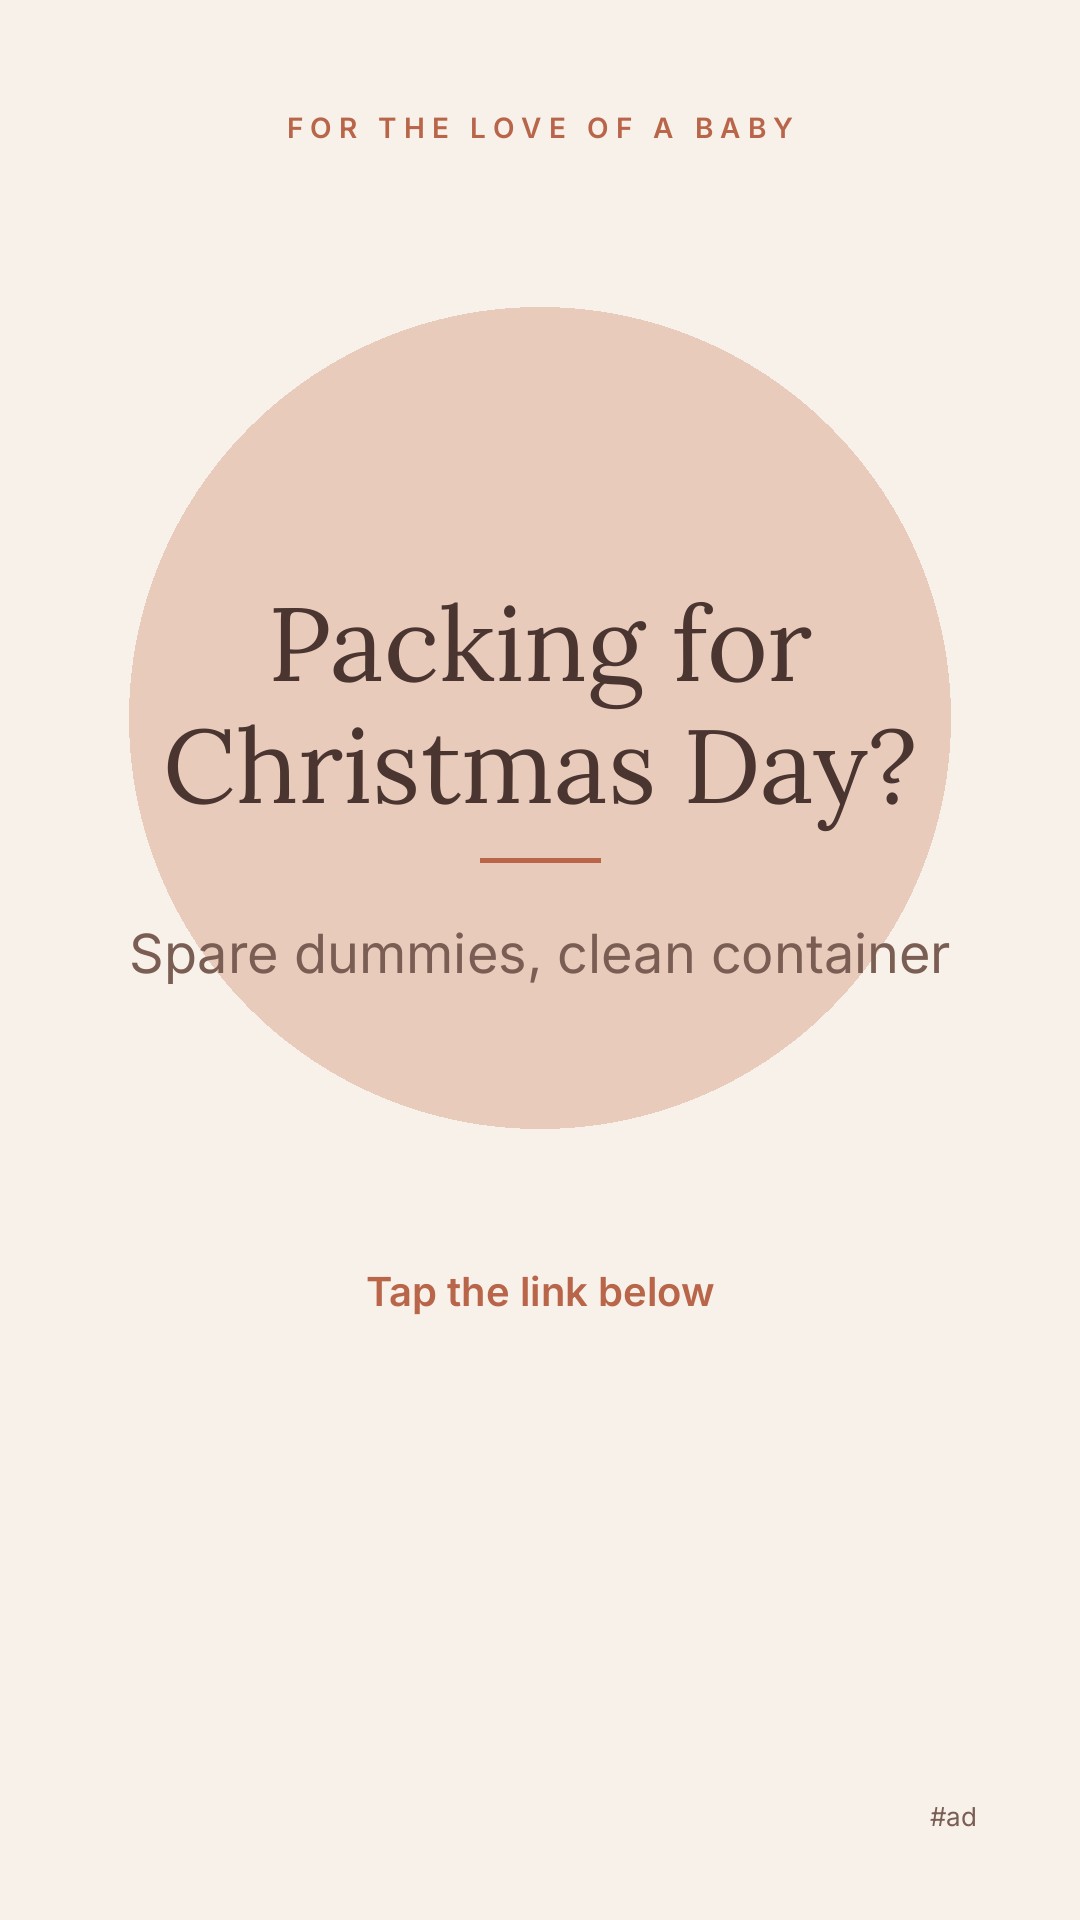 FOR THE LOVE OF A BABY
Packing for
Christmas Day?
Spare dummies, clean container
Tap the link below
#ad